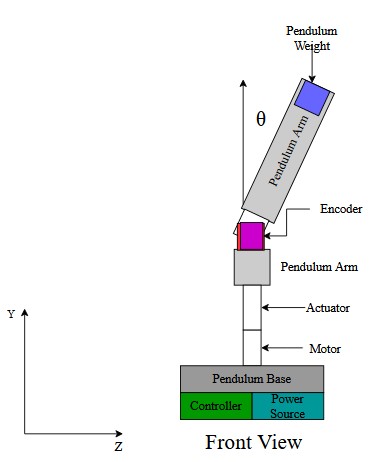 Pendulum
Weight
θ
Pendulum Arm
Encoder
Pendulum Arm
Actuator
Y
Motor
Pendulum Base
Controller
Power
Source
Z
Front View